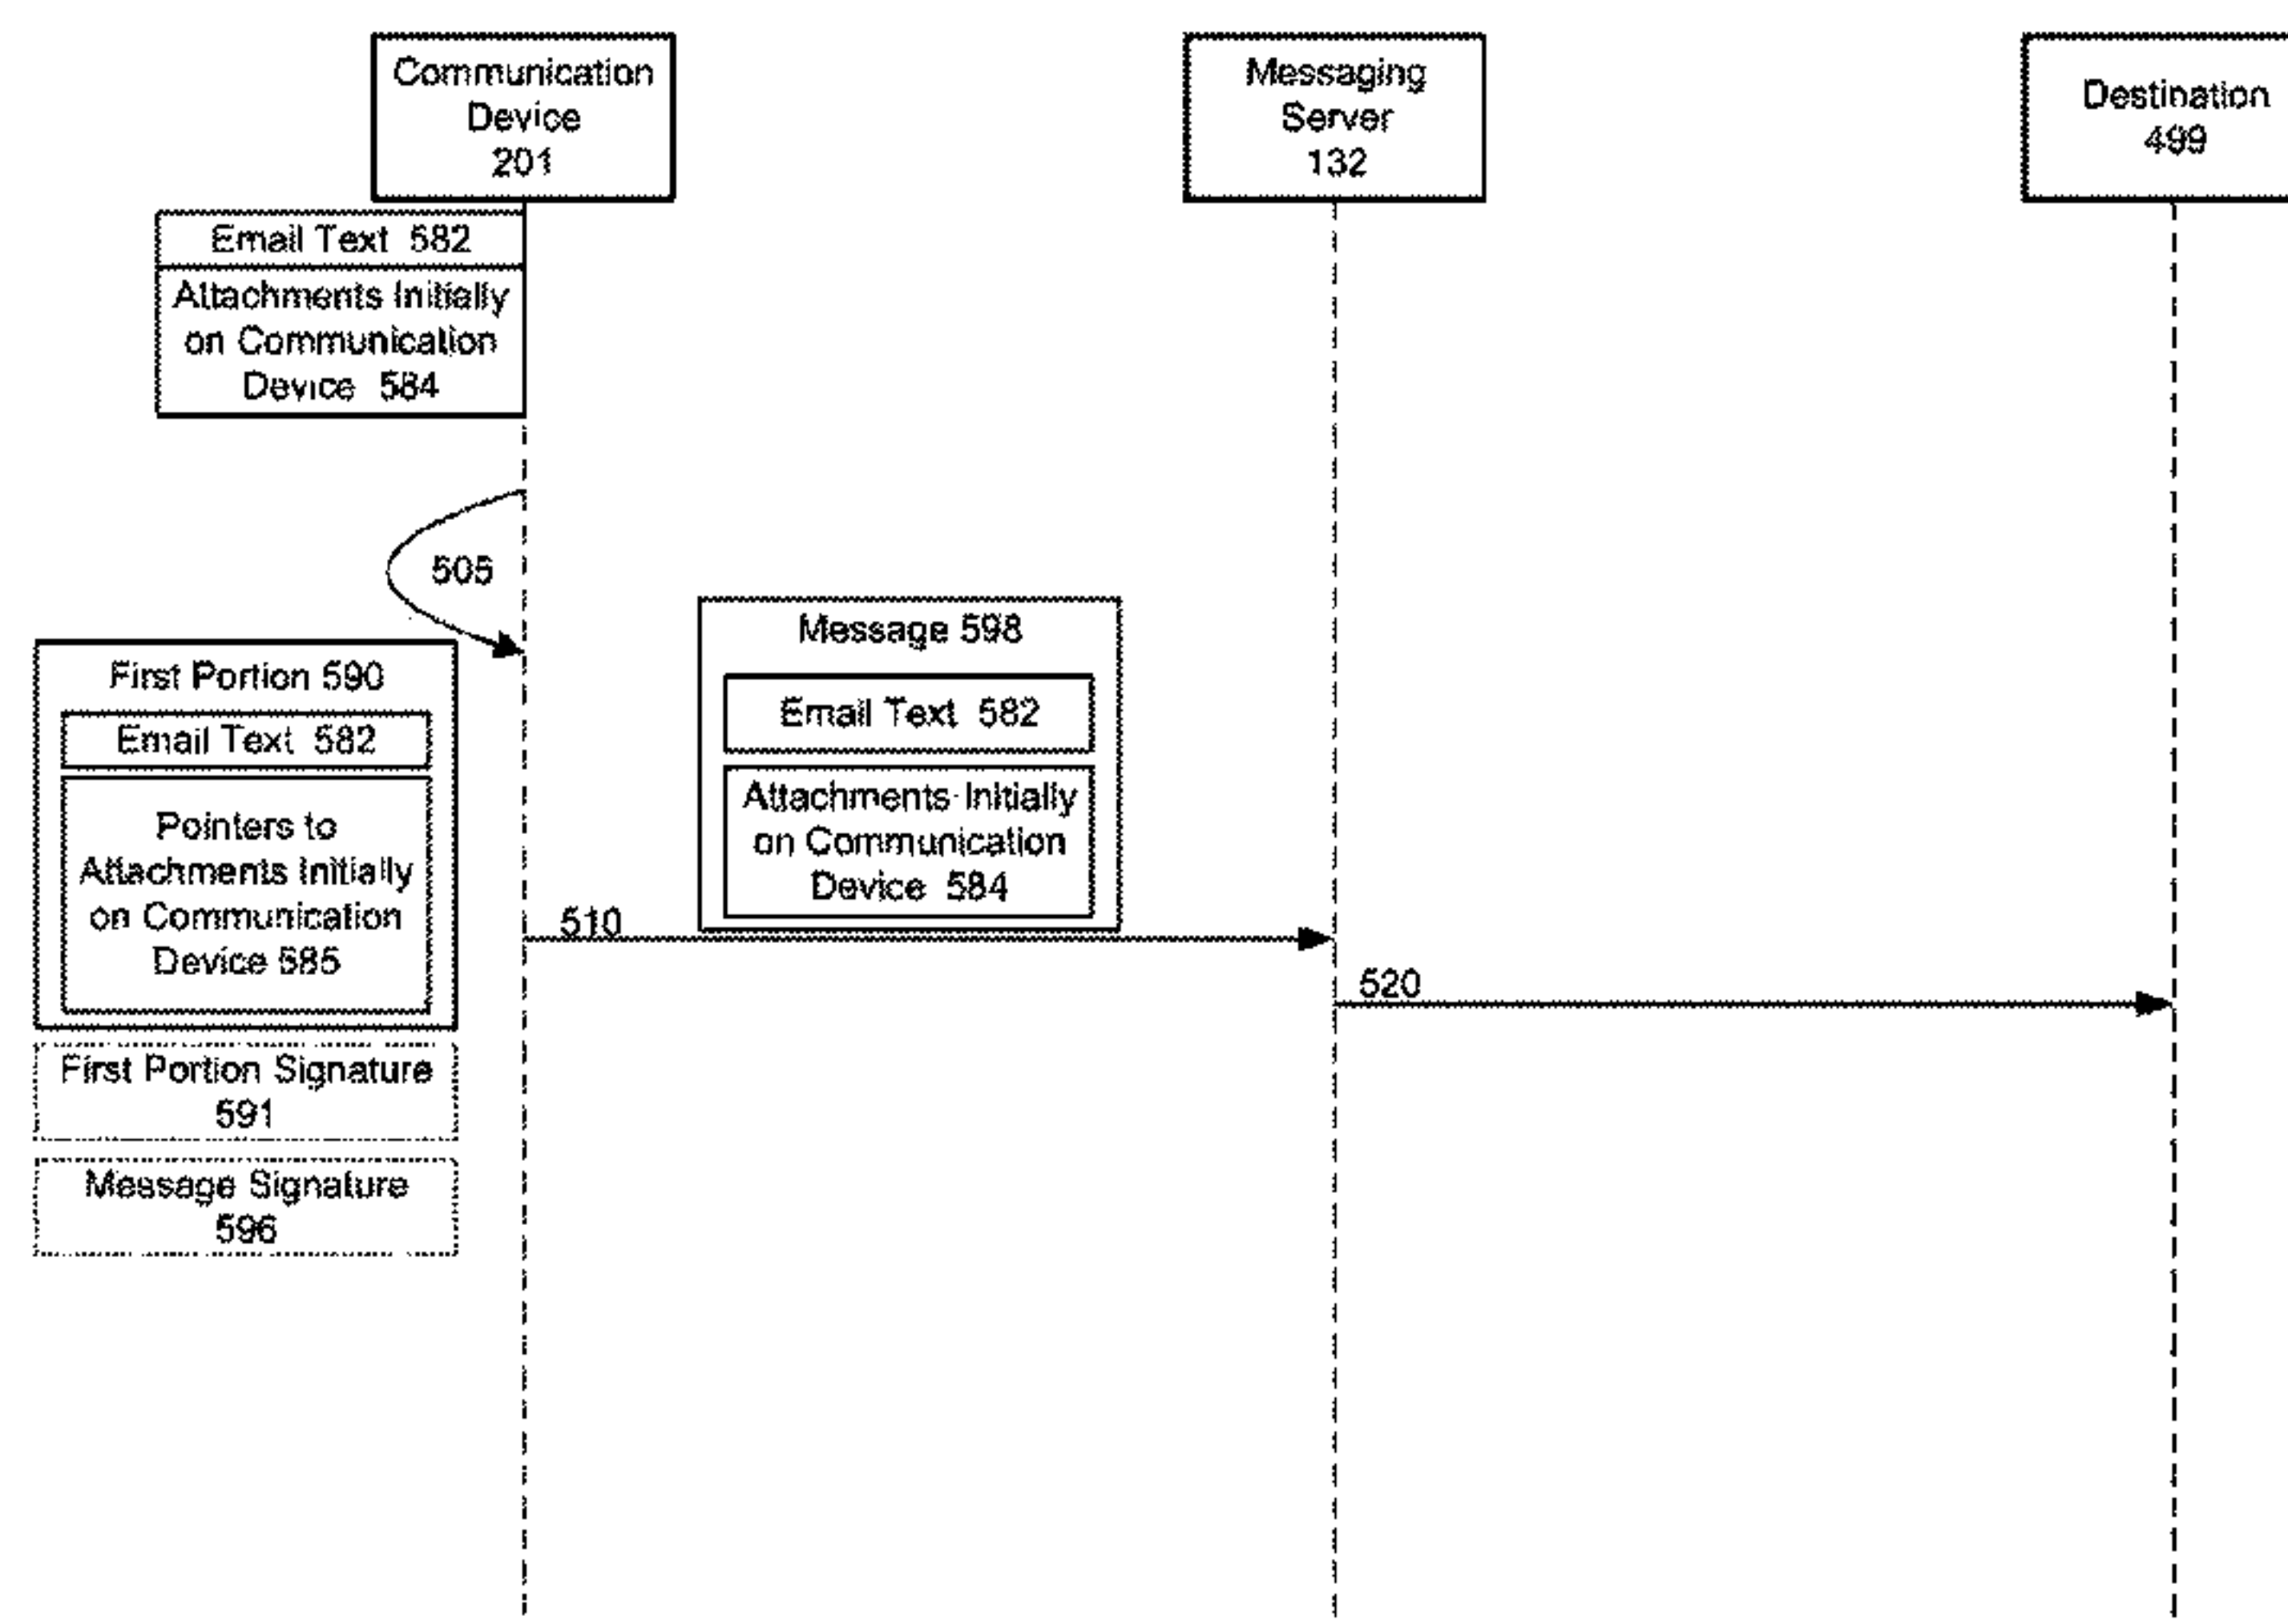 Communication
Device
201
Messaging
Server
132
Destination
499
Email Text 582
Attachments Initially
on Communication
Device 584
505
First Portion 590
Email Text 582
Pointers to
Attachments Initially
on Communication
Device 585
First Portion Signature
591
Message Signature
596
Message 598
Email Text 582
Attachments Initially
on Communication
Device 584
510
520